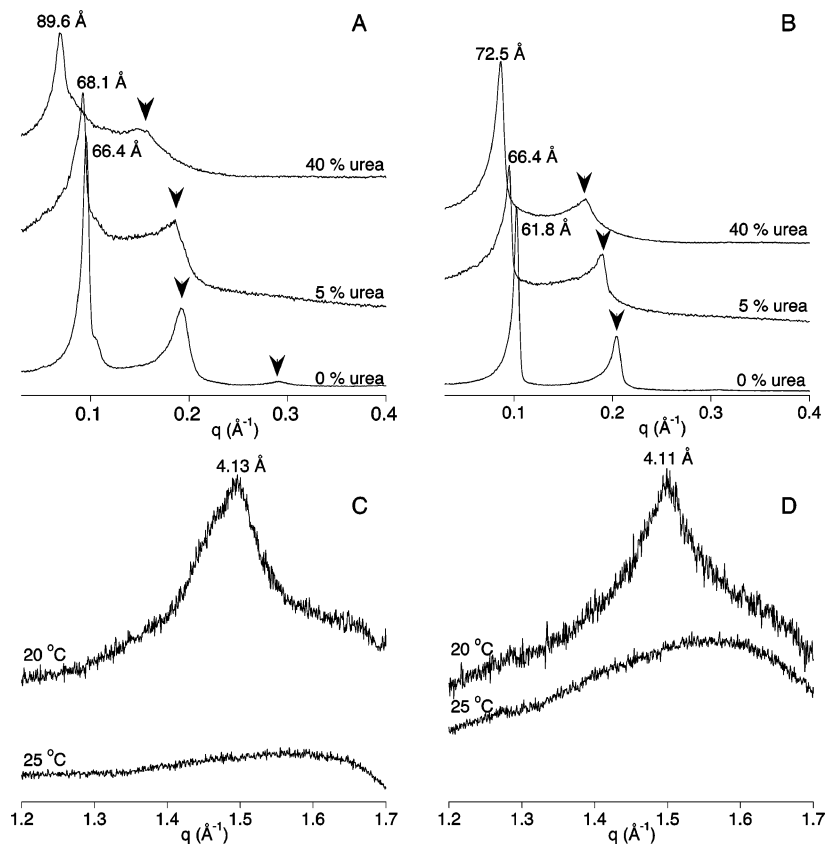 A
89.6 Å
68.1 Å
66.4 Å
40 % urea
5 % urea
0 % urea
0.1
0.2
0.3
0.4
q (Å-1)
B
72.5 Å
66.4 Å
61.8 Å
40 % urea
5 % urea
0 % urea
0.1
0.2
0.3
0.4
q (Å-1)
4.13 Å
C
20 °C
25 °C
1.2
1.3
1.4
1.5
1.6
1.7
q (Å-1)
4.11 Å
D
20 °C
25 °C
1.2
1.3
1.4
1.5
1.6
1.7
q (Å-1)